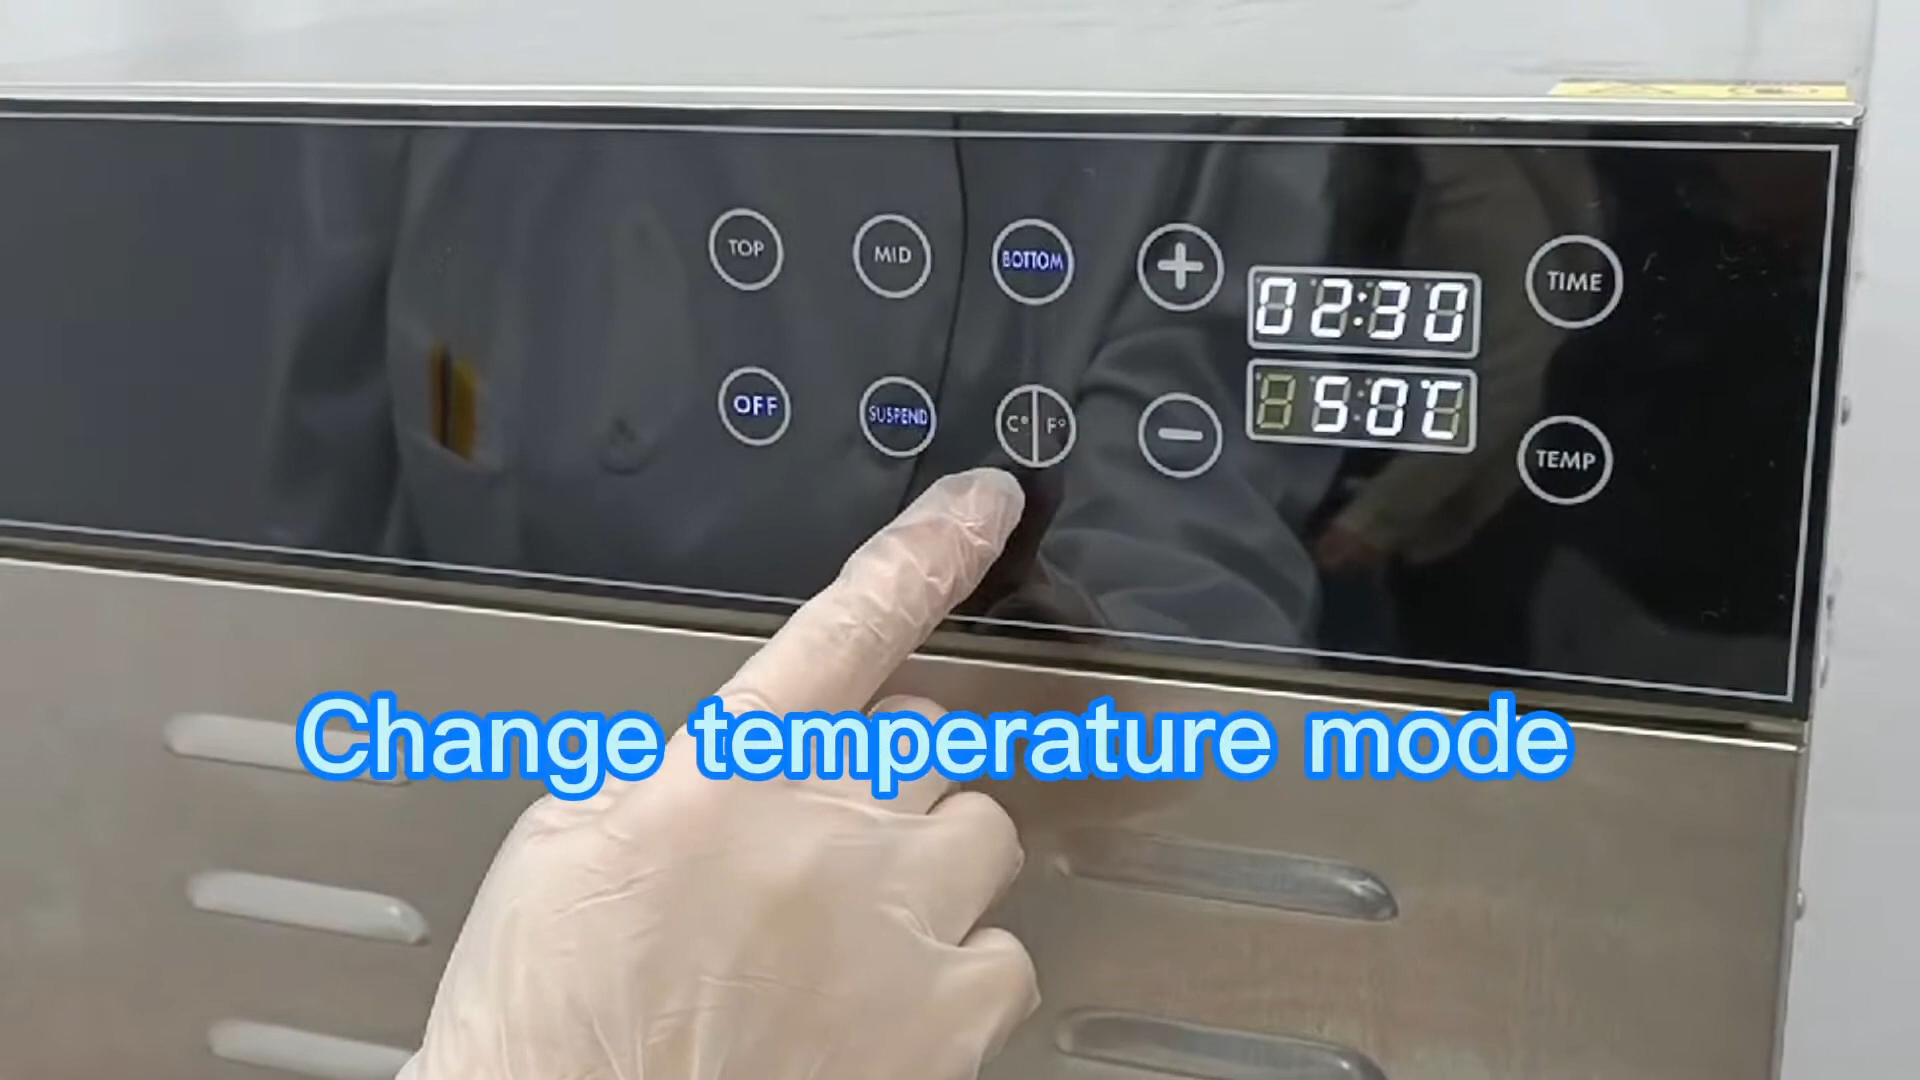 TOP MID BOTTOM + 02:30 TIME
OFF SUSPEND C° F° − 50℃ TEMP
Change temperature mode